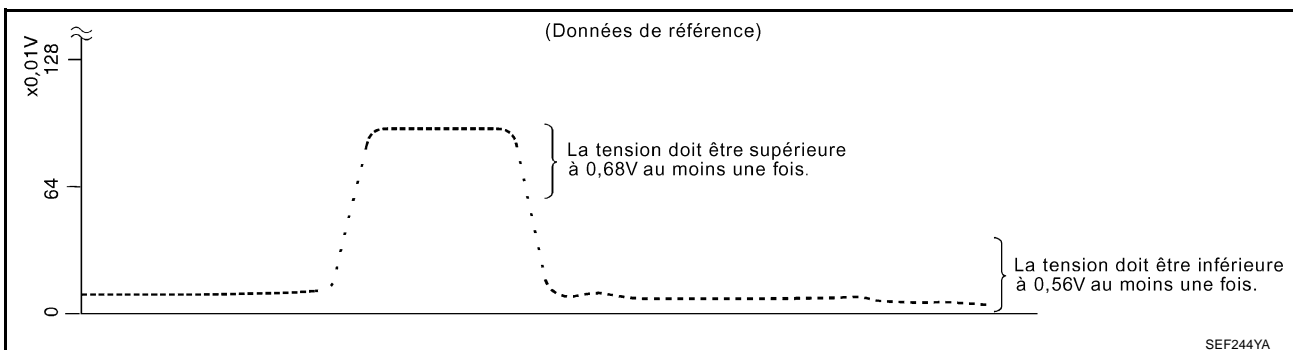 (Données de référence)
x0,01V
128
64
0
La tension doit être supérieure
à 0,68V au moins une fois.
La tension doit être inférieure
à 0,56V au moins une fois.
SEF244YA